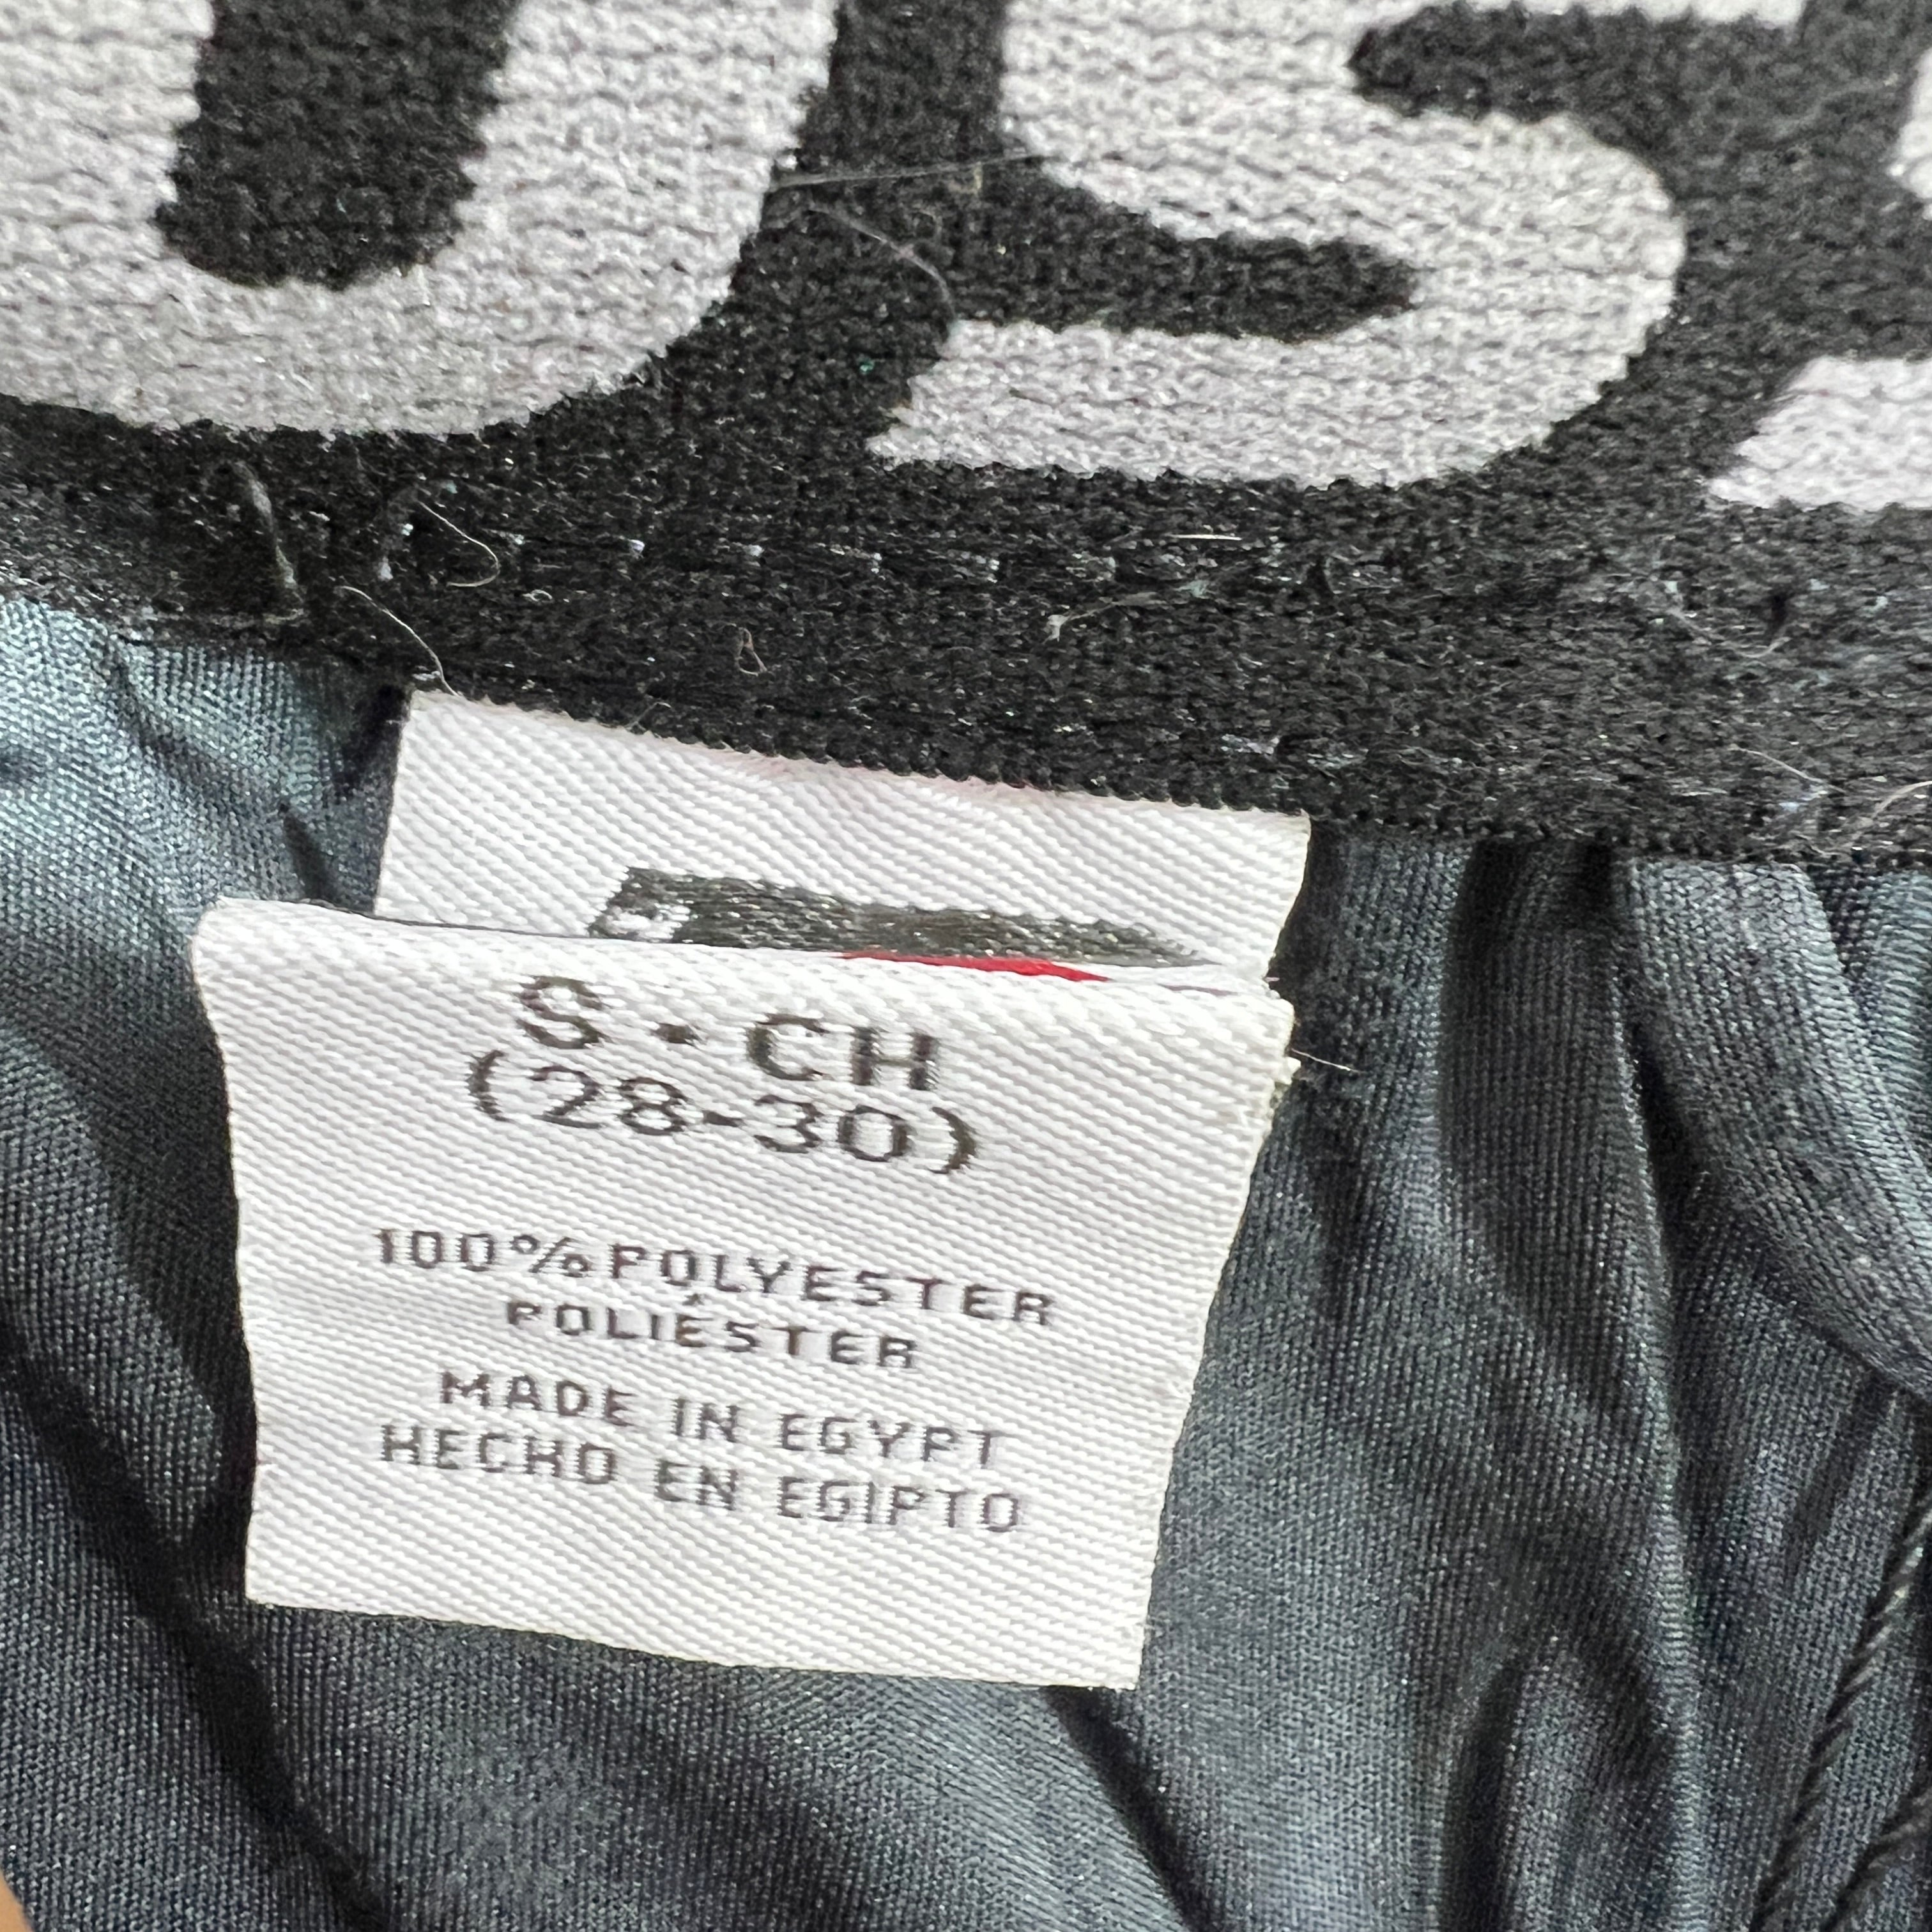 S • CH
(28-30)
100% POLYESTER
POLIÉSTER
MADE IN EGYPT
HECHO EN EGIPTO